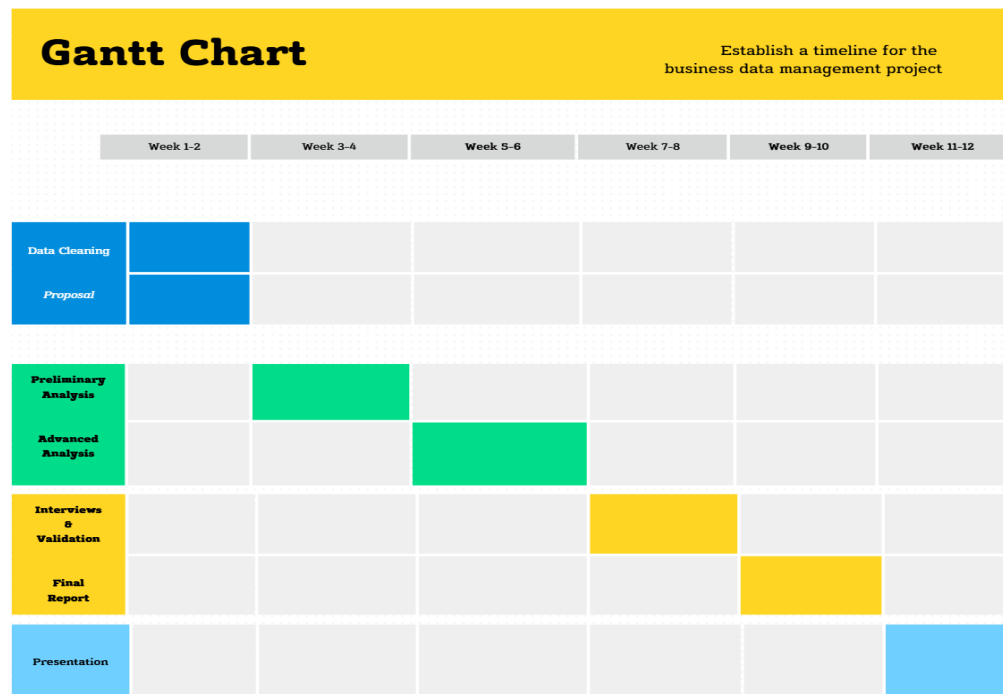 Gantt Chart
Establish a timeline for the
business data management project
Week 1-2 Week 3-4 Week 5-6 Week 7-8 Week 9-10 Week 11-12
Data Cleaning
Proposal
Preliminary
Analysis
Advanced
Analysis
Interviews
&
Validation
Final
Report
Presentation